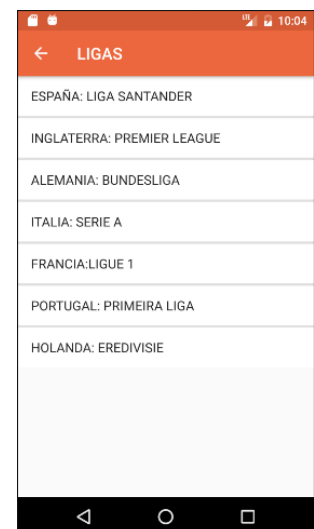 10:04
LIGAS
ESPAÑA: LIGA SANTANDER
INGLATERRA: PREMIER LEAGUE
ALEMANIA: BUNDESLIGA
ITALIA: SERIE A
FRANCIA:LIGUE 1
PORTUGAL: PRIMEIRA LIGA
HOLANDA: EREDIVISIE